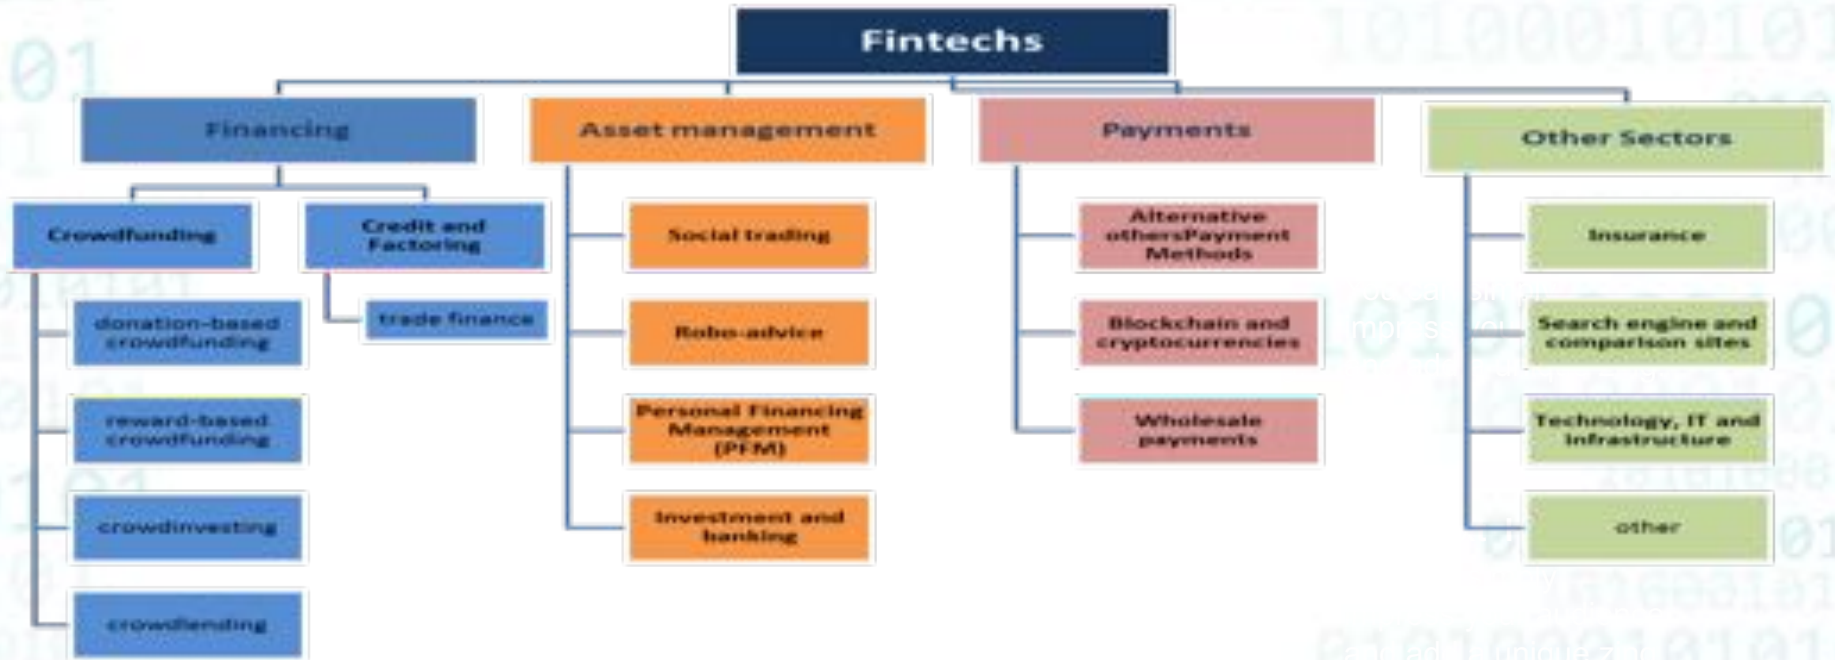 Fintechs
Financing
Asset management
Payments
Other Sectors
Crowdfunding
Credit and
Factoring
Social trading
Alternative
othersPayment
Methods
Insurance
donation-based
crowdfunding
trade finance
Robo-advice
Blockchain and
cryptocurrencies
Search engine and
comparison sites
reward-based
crowdfunding
Personal Financing
Management
(PFM)
Wholesale
payments
Technology, IT and
Infrastructure
crowdinvesting
Investment and
banking
other
crowdlending